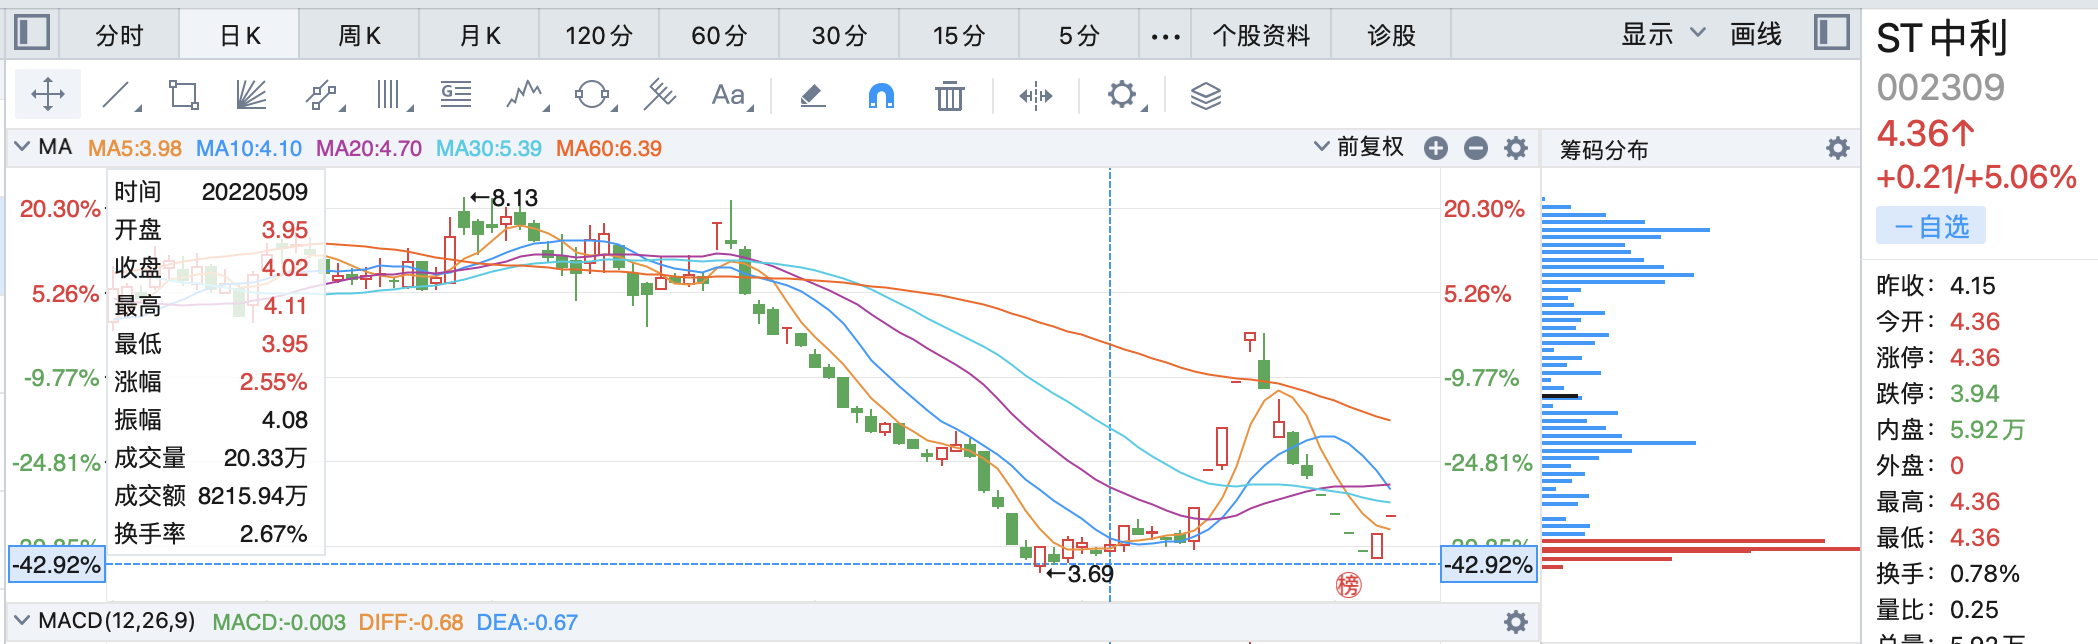 分时 日K 周K 月K 120分 60分 30分 15分 5分 ••• 个股资料 诊股 显示 画线
Aa
MA MA5:3.98 MA10:4.10 MA20:4.70 MA30:5.39 MA60:6.39 前复权
筹码分布
20.30%
5.26%
-9.77%
-24.81%
-42.92%
时间 20220509
开盘 3.95
收盘 4.02
最高 4.11
最低 3.95
涨幅 2.55%
振幅 4.08
成交量 20.33万
成交额 8215.94万
换手率 2.67%
←8.13
←3.69
榜
20.30%
5.26%
-9.77%
-24.81%
-42.92%
MACD(12,26,9) MACD:-0.003 DIFF:-0.68 DEA:-0.67
ST中利
002309
4.36↑
+0.21/+5.06%
－自选
昨收: 4.15
今开: 4.36
涨停: 4.36
跌停: 3.94
内盘: 5.92万
外盘: 0
最高: 4.36
最低: 4.36
换手: 0.78%
量比: 0.25